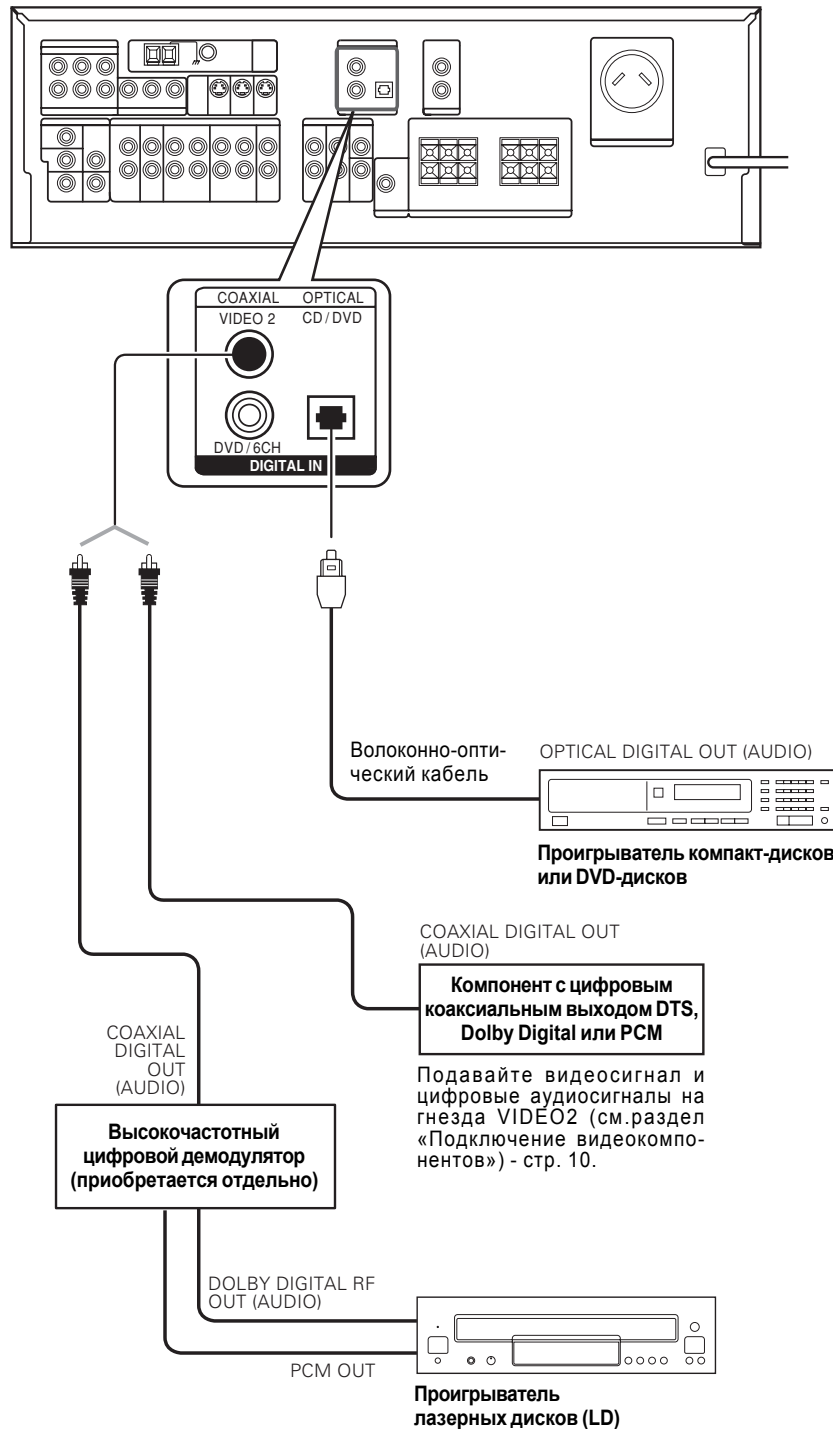 COAXIAL OPTICAL
VIDEO 2 CD/DVD
DVD/6CH
DIGITAL IN
Волоконно-опти-
ческий кабель
OPTICAL DIGITAL OUT (AUDIO)
Проигрыватель компакт-дисков
или DVD-дисков
COAXIAL DIGITAL OUT
(AUDIO)
Компонент с цифровым
коаксиальным выходом DTS,
Dolby Digital или PCM
Подавайте видеосигнал и
цифровые аудиосигналы на
гнезда VIDEO2 (см.раздел
«Подключение видеокомпо-
нентов») - стр. 10.
COAXIAL
DIGITAL
OUT
(AUDIO)
Высокочастотный
цифровой демодулятор
(приобретается отдельно)
DOLBY DIGITAL RF
OUT (AUDIO)
PCM OUT
Проигрыватель
лазерных дисков (LD)